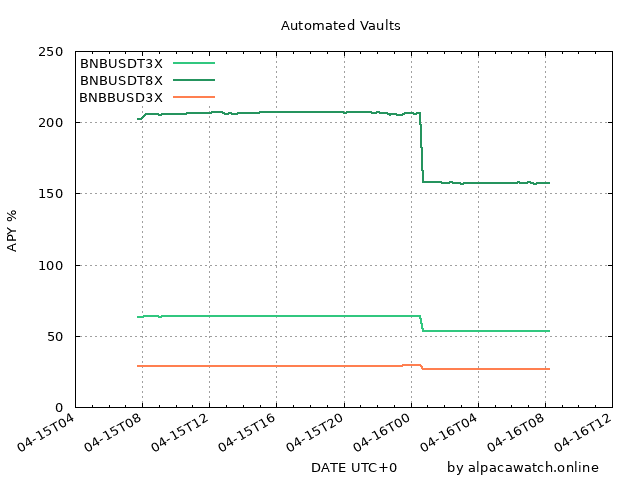 Automated Vaults
250
200
150
100
50
0
APY %
BNBUSDT3X
BNBUSDT8X
BNBBUSD3X
04-15T04
04-15T08
04-15T12
04-15T16
04-15T20
04-16T00
04-16T04
04-16T08
04-16T12
DATE UTC+0
by alpacawatch.online